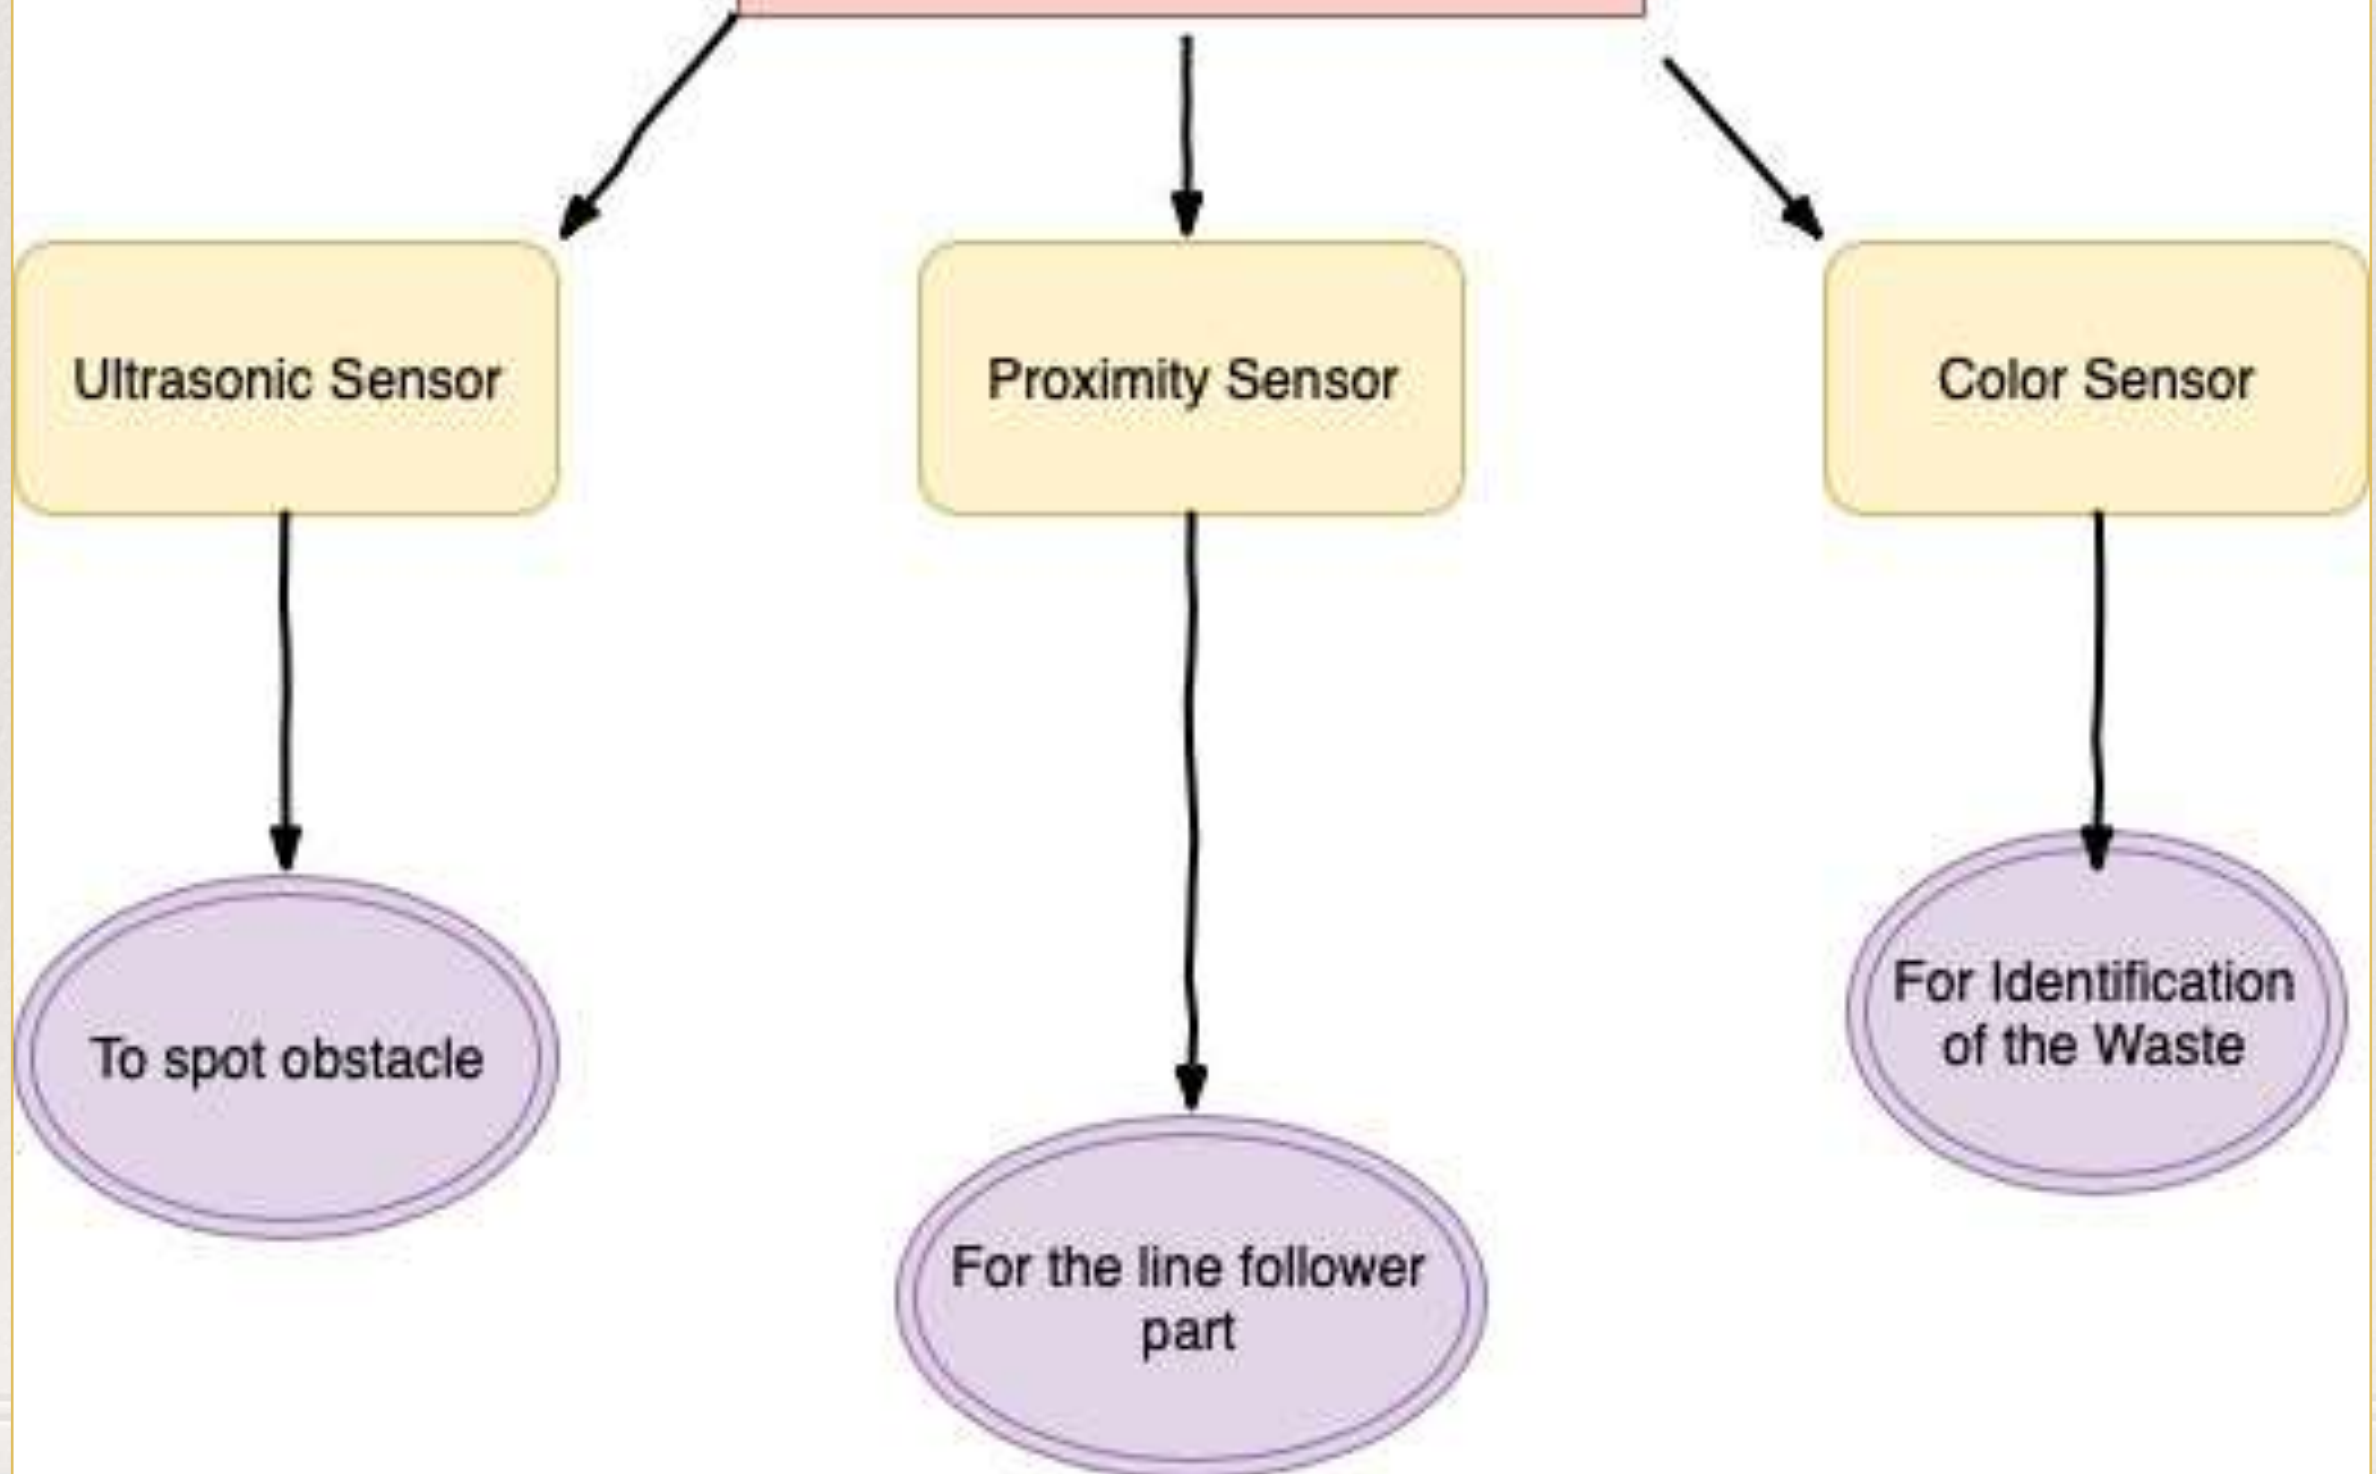 Ultrasonic Sensor
Proximity Sensor
Color Sensor
To spot obstacle
For the line follower
part
For Identification
of the Waste